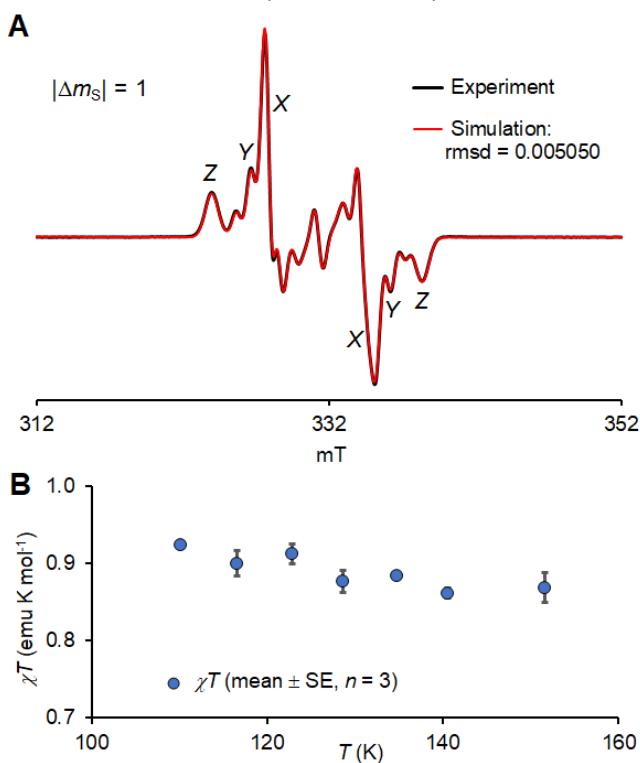 A
|Δm_S| = 1
Experiment
Simulation:
rmsd = 0.005050
Z
Y
X
X
Y
Z
312
332
352
mT
B
χT (emu K mol⁻¹)
1.0
0.9
0.8
0.7
χT (mean ± SE, n = 3)
100
120
140
160
T (K)